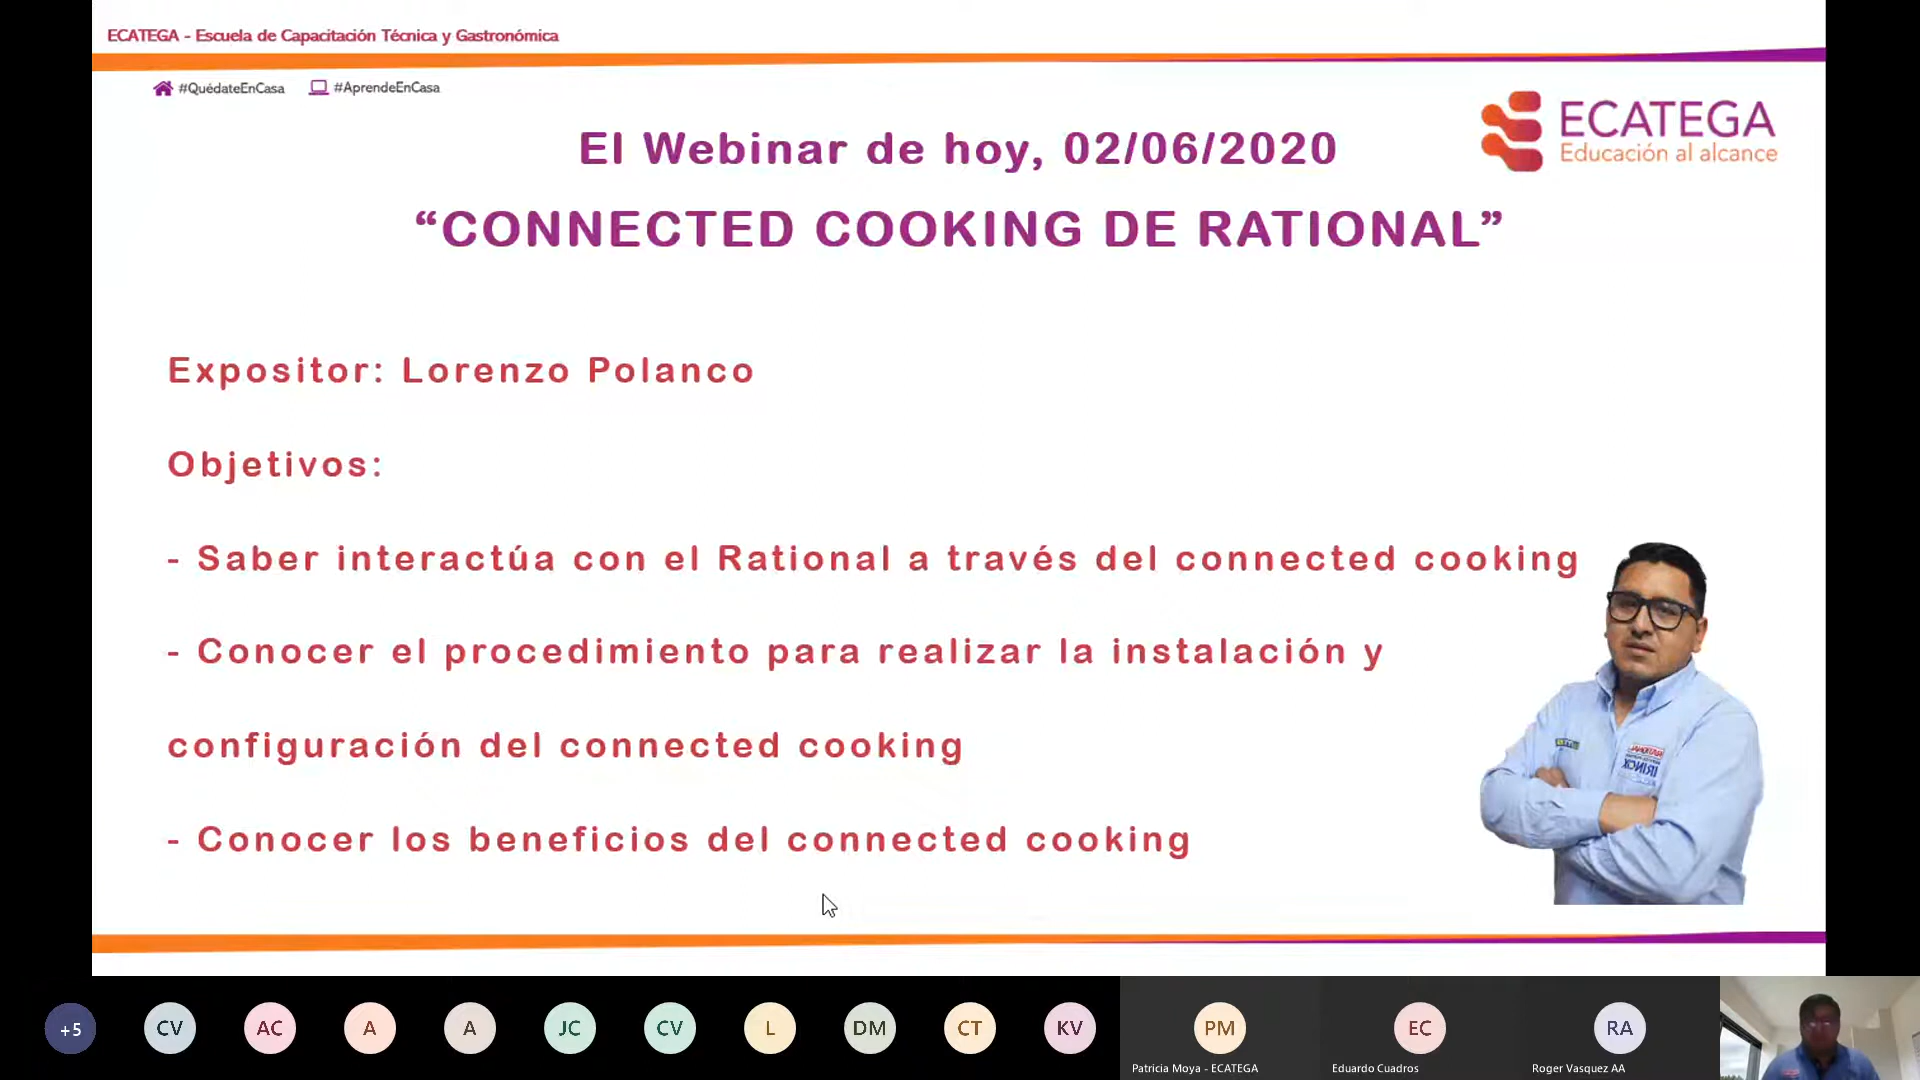 ECATEGA - Escuela de Capacitación Técnica y Gastronómica
#QuédateEnCasa #AprendeEnCasa
ECATEGA
Educación al alcance
El Webinar de hoy, 02/06/2020
“CONNECTED COOKING DE RATIONAL”
Expositor: Lorenzo Polanco
Objetivos:
- Saber interactúa con el Rational a través del connected cooking
- Conocer el procedimiento para realizar la instalación y
configuración del connected cooking
- Conocer los beneficios del connected cooking
RATIONAL
IRINOX
+5 CV AC A A JC CV L DM CT KV PM EC RA
Patricia Moya - ECATEGA Eduardo Cuadros Roger Vasquez AA